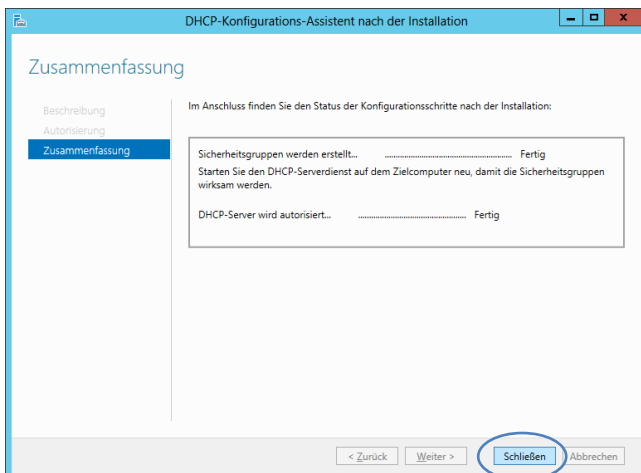 DHCP-Konfigurations-Assistent nach der Installation
Zusammenfassung
Beschreibung
Autorisierung
Zusammenfassung
Im Anschluss finden Sie den Status der Konfigurationsschritte nach der Installation:
Sicherheitsgruppen werden erstellt... ............................................................ Fertig
Starten Sie den DHCP-Serverdienst auf dem Zielcomputer neu, damit die Sicherheitsgruppen
wirksam werden.
DHCP-Server wird autorisiert... .................................................... Fertig
< Zurück Weiter > Schließen Abbrechen